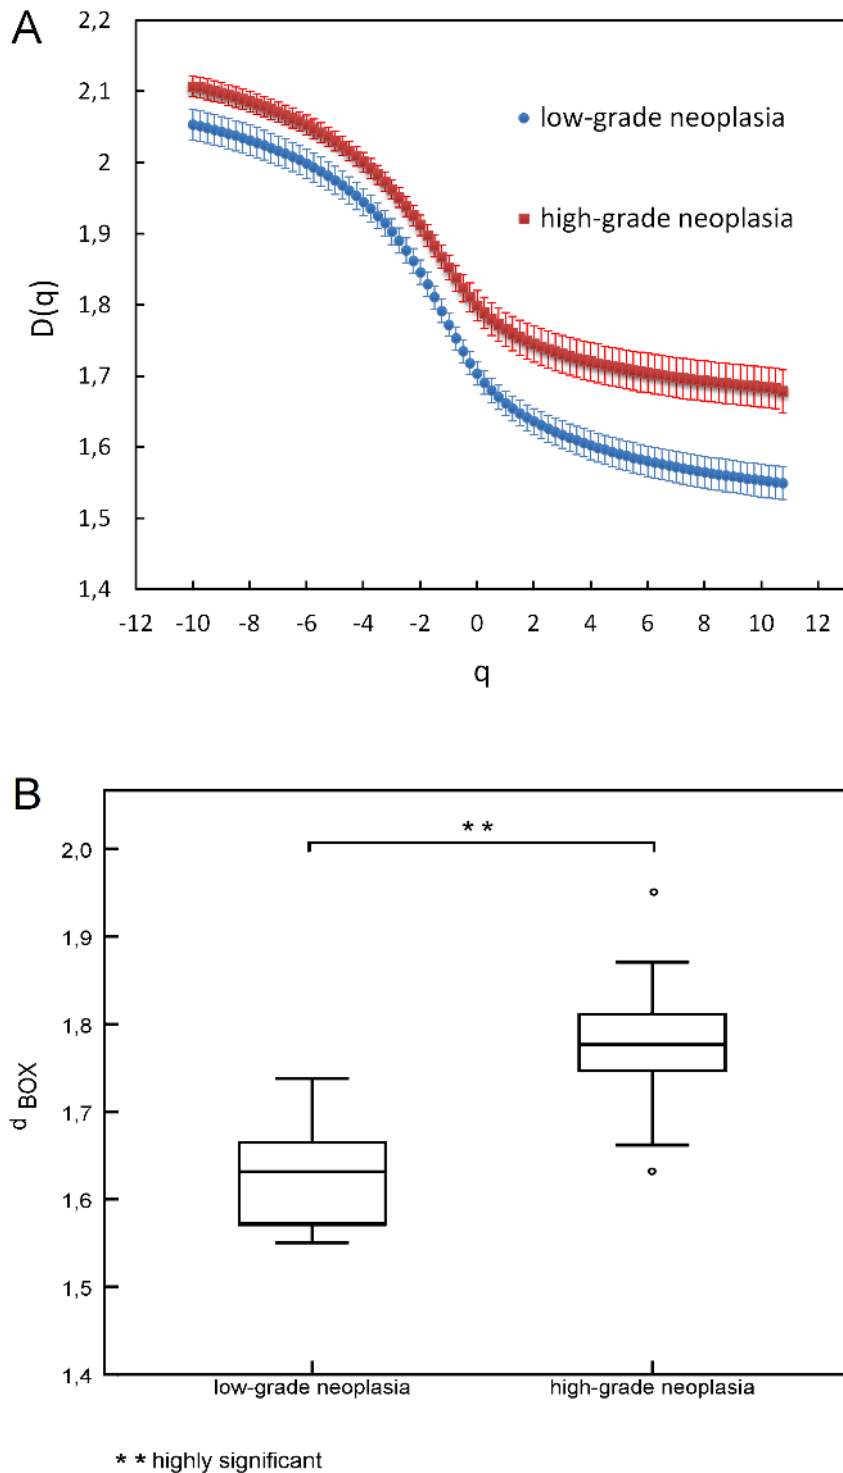 A
2,2
2,1
2
1,9
1,8
1,7
1,6
1,5
1,4
D(q)
low-grade neoplasia
high-grade neoplasia
-12 -10 -8 -6 -4 -2 0 2 4 6 8 10 12
q
B
* *
2,0
1,9
1,8
1,7
1,6
1,5
1,4
d BOX
low-grade neoplasia high-grade neoplasia
* * highly significant